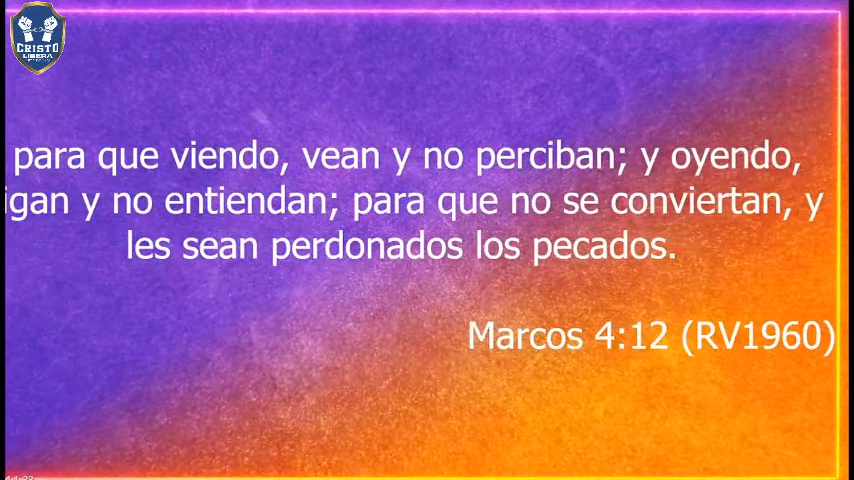 CRISTO
LIBERA
para que viendo, vean y no perciban; y oyendo,
igan y no entiendan; para que no se conviertan, y
les sean perdonados los pecados.
Marcos 4:12 (RV1960)